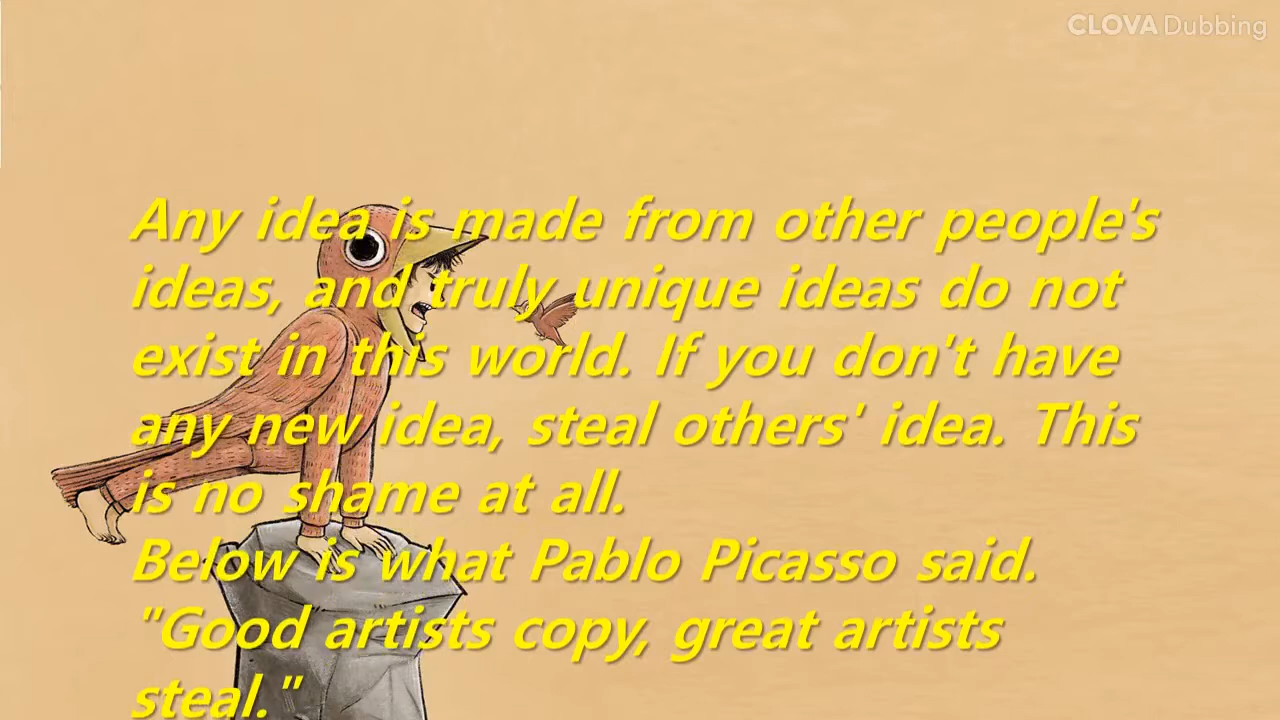 CLOVA Dubbing
Any idea is made from other people's
ideas, and truly unique ideas do not
exist in this world. If you don't have
any new idea, steal others' idea. This
is no shame at all.
Below is what Pablo Picasso said.
"Good artists copy, great artists
steal."